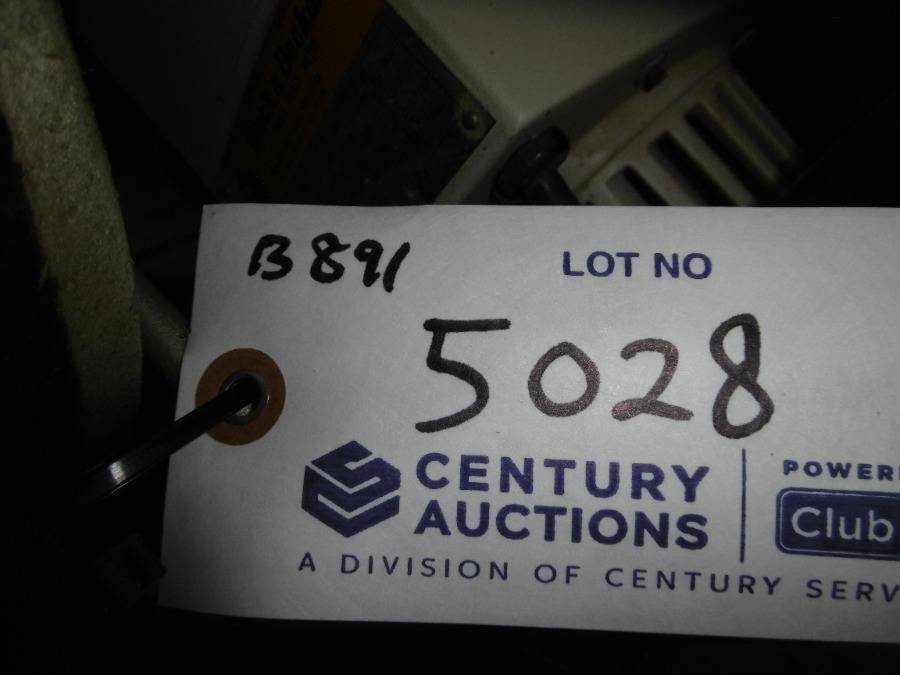 B891
LOT NO
5028
CENTURY
AUCTIONS
POWER
Club
A DIVISION OF CENTURY SERV